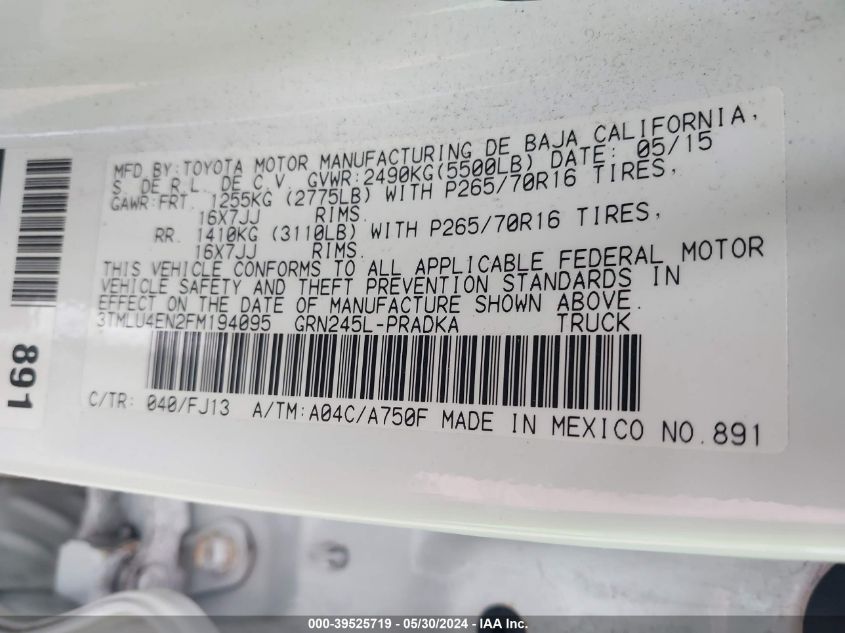 MFD.BY:TOYOTA MOTOR MANUFACTURING DE BAJA CALIFORNIA,
S. DE R.L. DE C.V. GVWR:2490KG(5500LB) DATE: 05/15
GAWR:FRT. 1255KG (2775LB) WITH P265/70R16 TIRES,
16X7JJ RIMS.
RR. 1410KG (3110LB) WITH P265/70R16 TIRES,
16X7JJ RIMS.
THIS VEHICLE CONFORMS TO ALL APPLICABLE FEDERAL MOTOR
VEHICLE SAFETY AND THEFT PREVENTION STANDARDS IN
EFFECT ON THE DATE OF MANUFACTURE SHOWN ABOVE.
3TMLU4EN2FM194095 GRN245L-PRADKA TRUCK
C/TR: 040/FJ13 A/TM:A04C/A750F MADE IN MEXICO NO.891
891
000-39525719 - 05/30/2024 - IAA Inc.